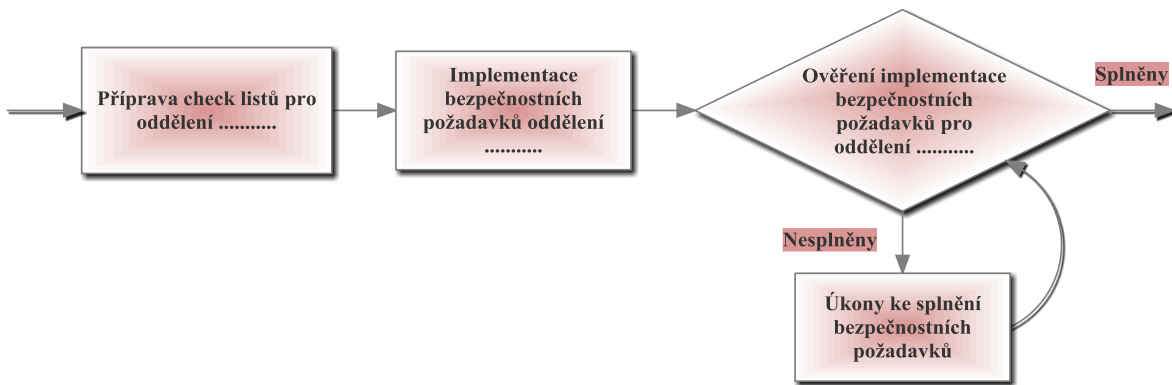 Příprava check listů pro
oddělení ...........
Implementace
bezpečnostních
požadavků oddělení
...........
Ověření implementace
bezpečnostních
požadavků pro
oddělení ...........
Splněny
Nesplněny
Úkony ke splnění
bezpečnostních
požadavků